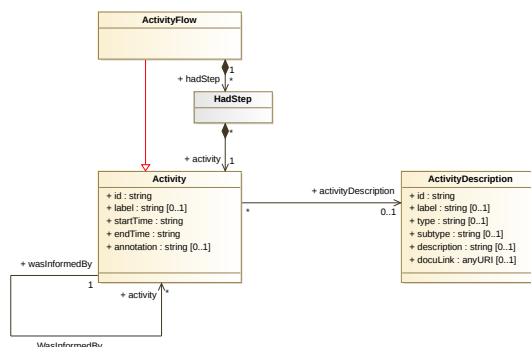 ActivityFlow
1
+ hadStep
*
HadStep
*
+ activity
1
Activity
+ id : string
+ label : string [0..1]
+ startTime : string
+ endTime : string
+ annotation : string [0..1]
+ activityDescription
*
0..1
ActivityDescription
+ id : string
+ label : string [0..1]
+ type : string [0..1]
+ subtype : string [0..1]
+ description : string [0..1]
+ docuLink : anyURI [0..1]
+ wasInformedBy
1
+ activity
*
WasInformedBy